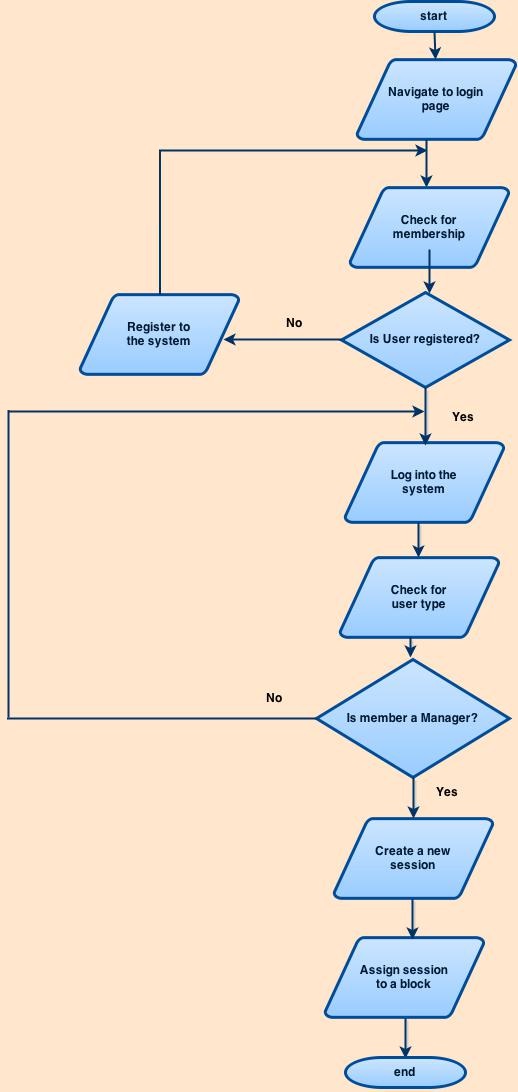 start
Navigate to login
page
Check for
membership
Is User registered?
No
Register to
the system
Yes
Log into the
system
Check for
user type
Is member a Manager?
No
Yes
Create a new
session
Assign session
to a block
end